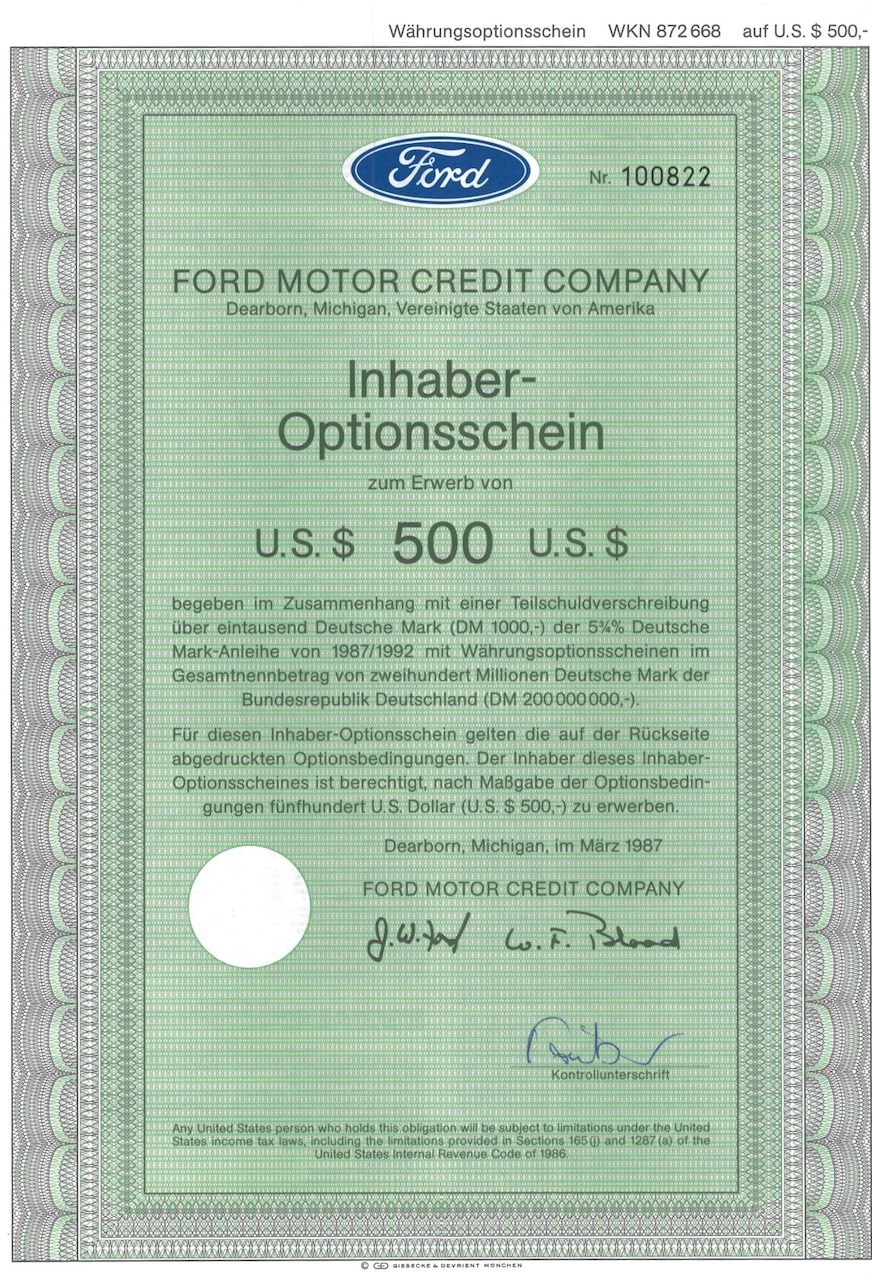 Währungsoptionsschein WKN 872 668 auf U.S. $ 500,-
Ford
Nr. 100822
FORD MOTOR CREDIT COMPANY
Dearborn, Michigan, Vereinigte Staaten von Amerika
Inhaber-
Optionsschein
zum Erwerb von
U.S. $ 500 U.S. $
begeben im Zusammenhang mit einer Teilschuldverschreibung
über eintausend Deutsche Mark (DM 1000,-) der 5¾% Deutsche
Mark-Anleihe von 1987/1992 mit Währungsoptionsscheinen im
Gesamtnennbetrag von zweihundert Millionen Deutsche Mark der
Bundesrepublik Deutschland (DM 200 000 000,-).
Für diesen Inhaber-Optionsschein gelten die auf der Rückseite
abgedruckten Optionsbedingungen. Der Inhaber dieses Inhaber-
Optionsscheines ist berechtigt, nach Maßgabe der Optionsbedin-
gungen fünfhundert U.S. Dollar (U.S. $ 500,-) zu erwerben.
Dearborn, Michigan, im März 1987
FORD MOTOR CREDIT COMPANY
J.W. W. F. Blood
Kontrollunterschrift
Any United States person who holds this obligation will be subject to limitations under the United
States income tax laws, including the limitations provided in Sections 165 (j) and 1287 (a) of the
United States Internal Revenue Code of 1986
© GD GIESECKE & DEVRIENT MÜNCHEN